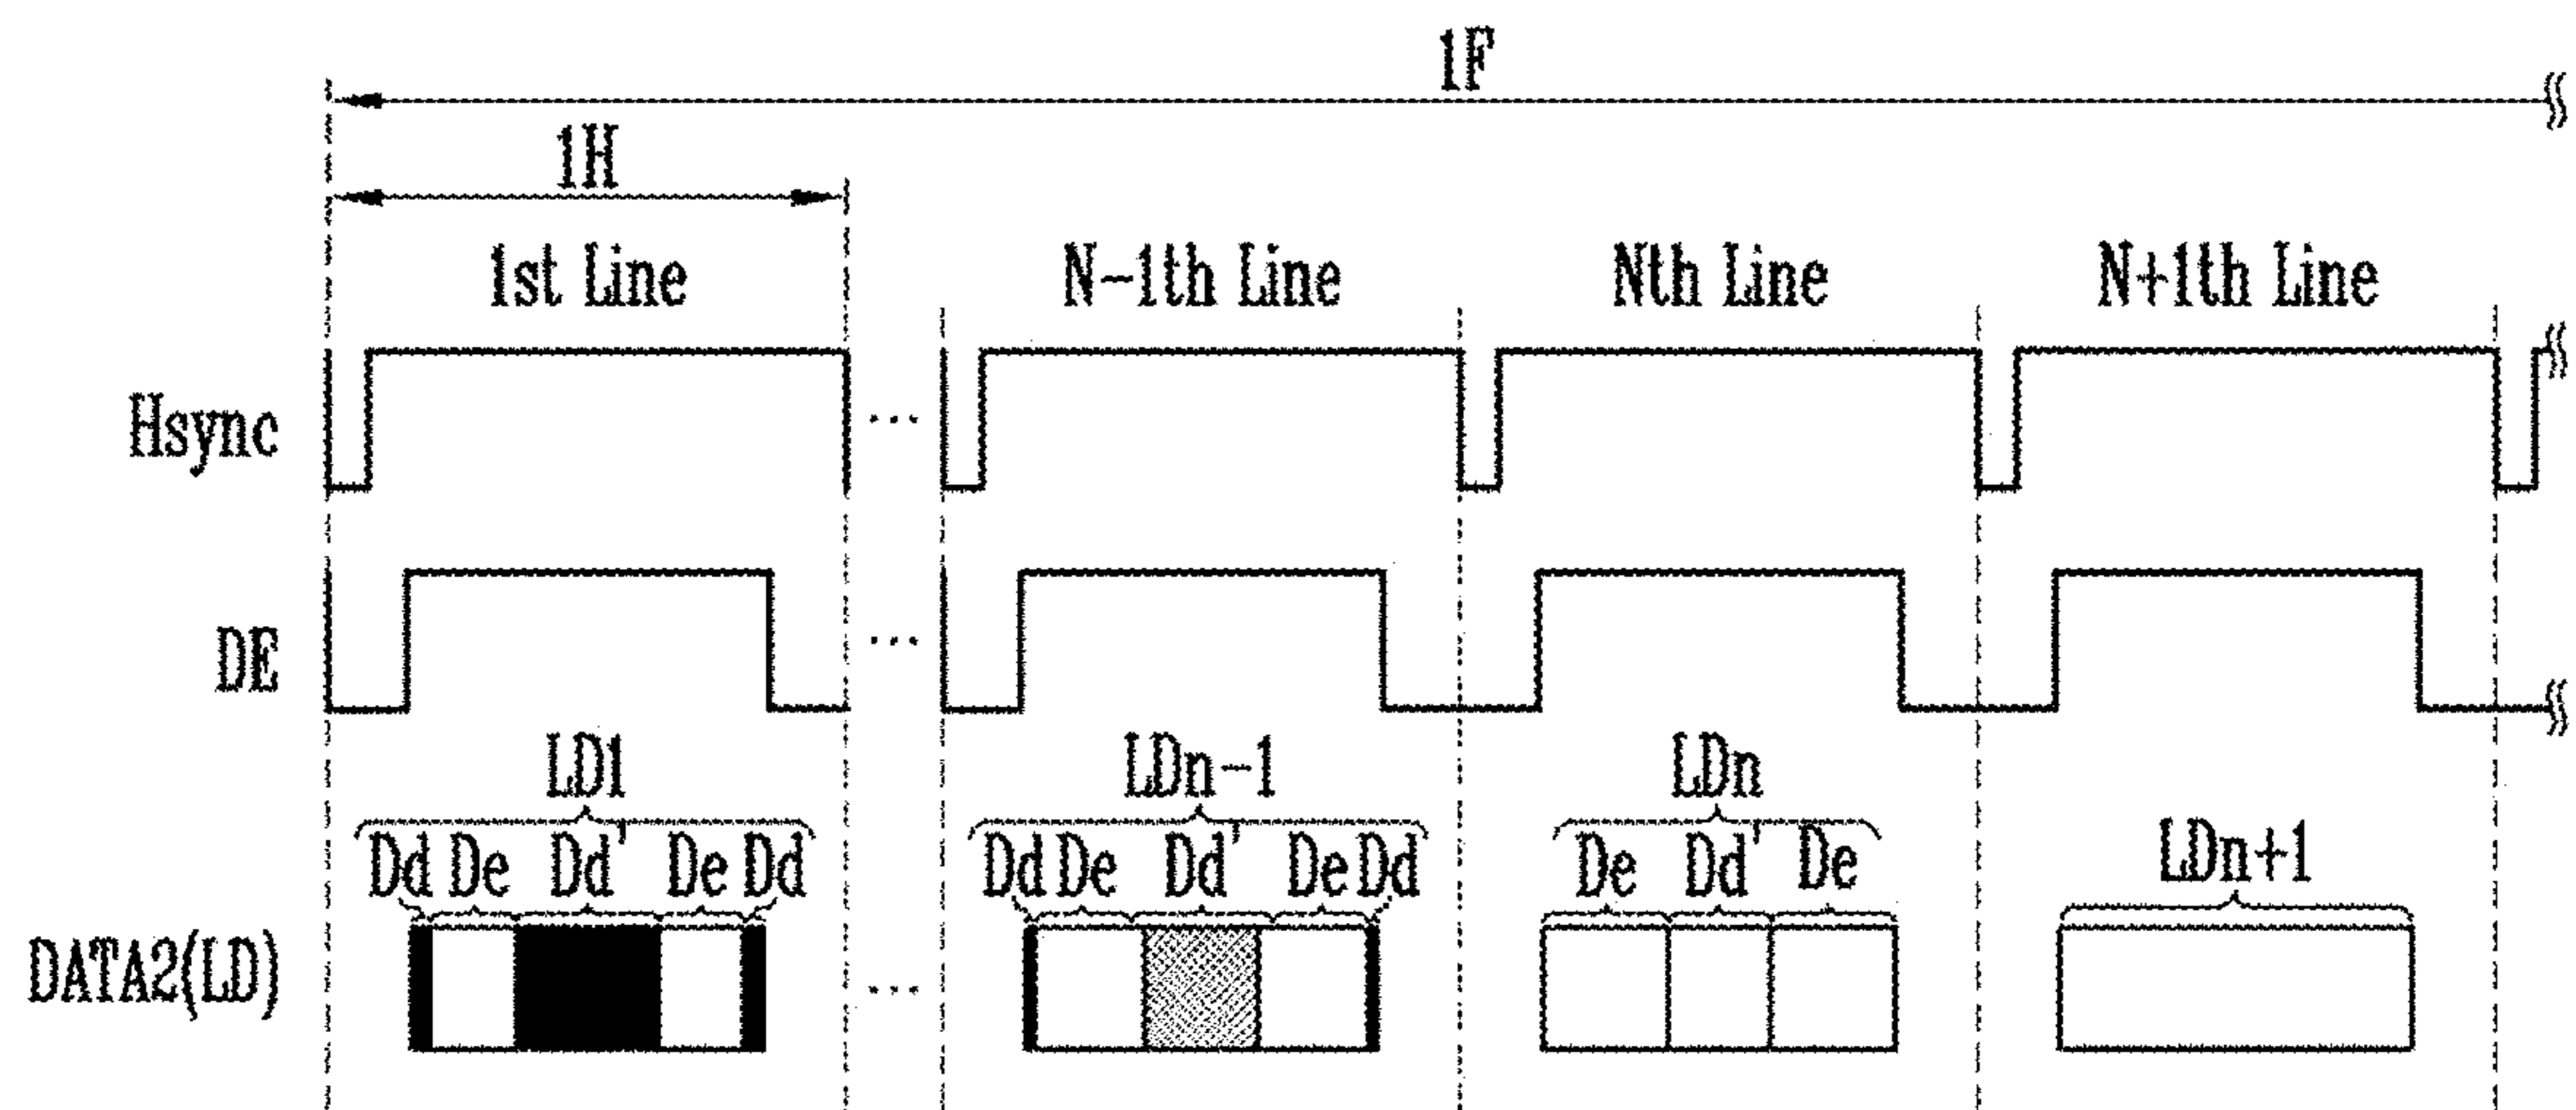 1F
1H
1st Line N-1th Line Nth Line N+1th Line
Hsync ...
DE ...
LD1 LDn-1 LDn
Dd De Dd' De Dd Dd De Dd' De Dd De Dd' De LDn+1
DATA2(LD) ...